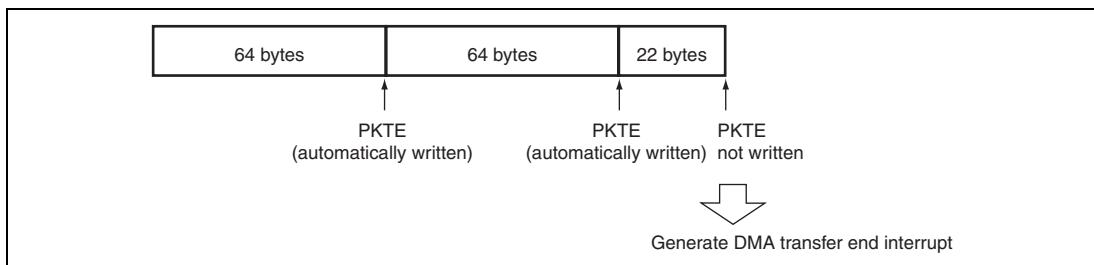 64 bytes
64 bytes
22 bytes
PKTE
(automatically written)
PKTE
(automatically written)
PKTE
not written
Generate DMA transfer end interrupt